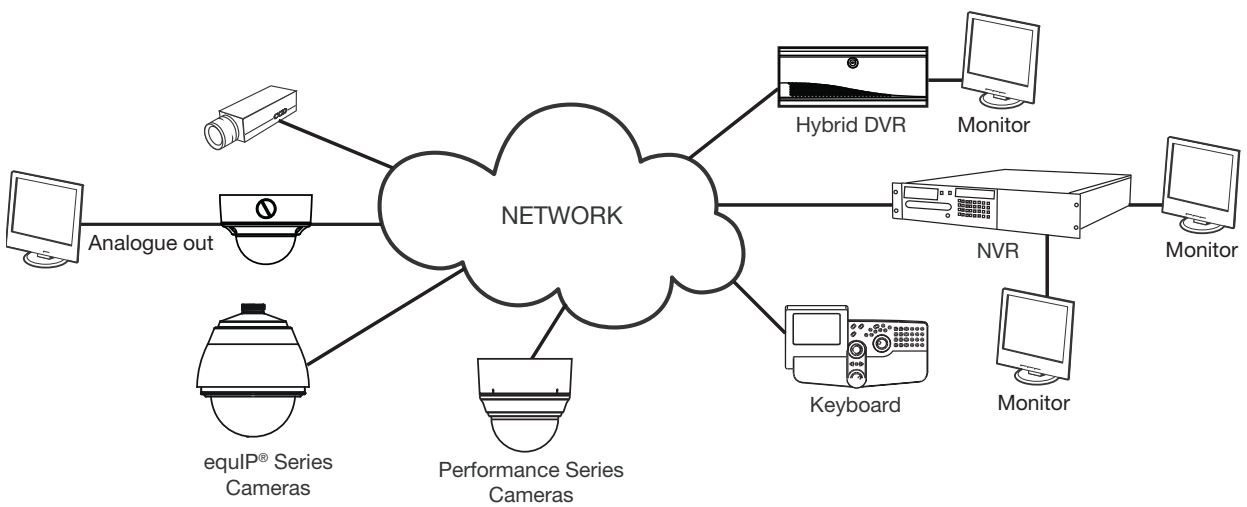 Hybrid DVR
Monitor
NETWORK
Analogue out
NVR
Monitor
Keyboard
Monitor
equIP® Series
Cameras
Performance Series
Cameras